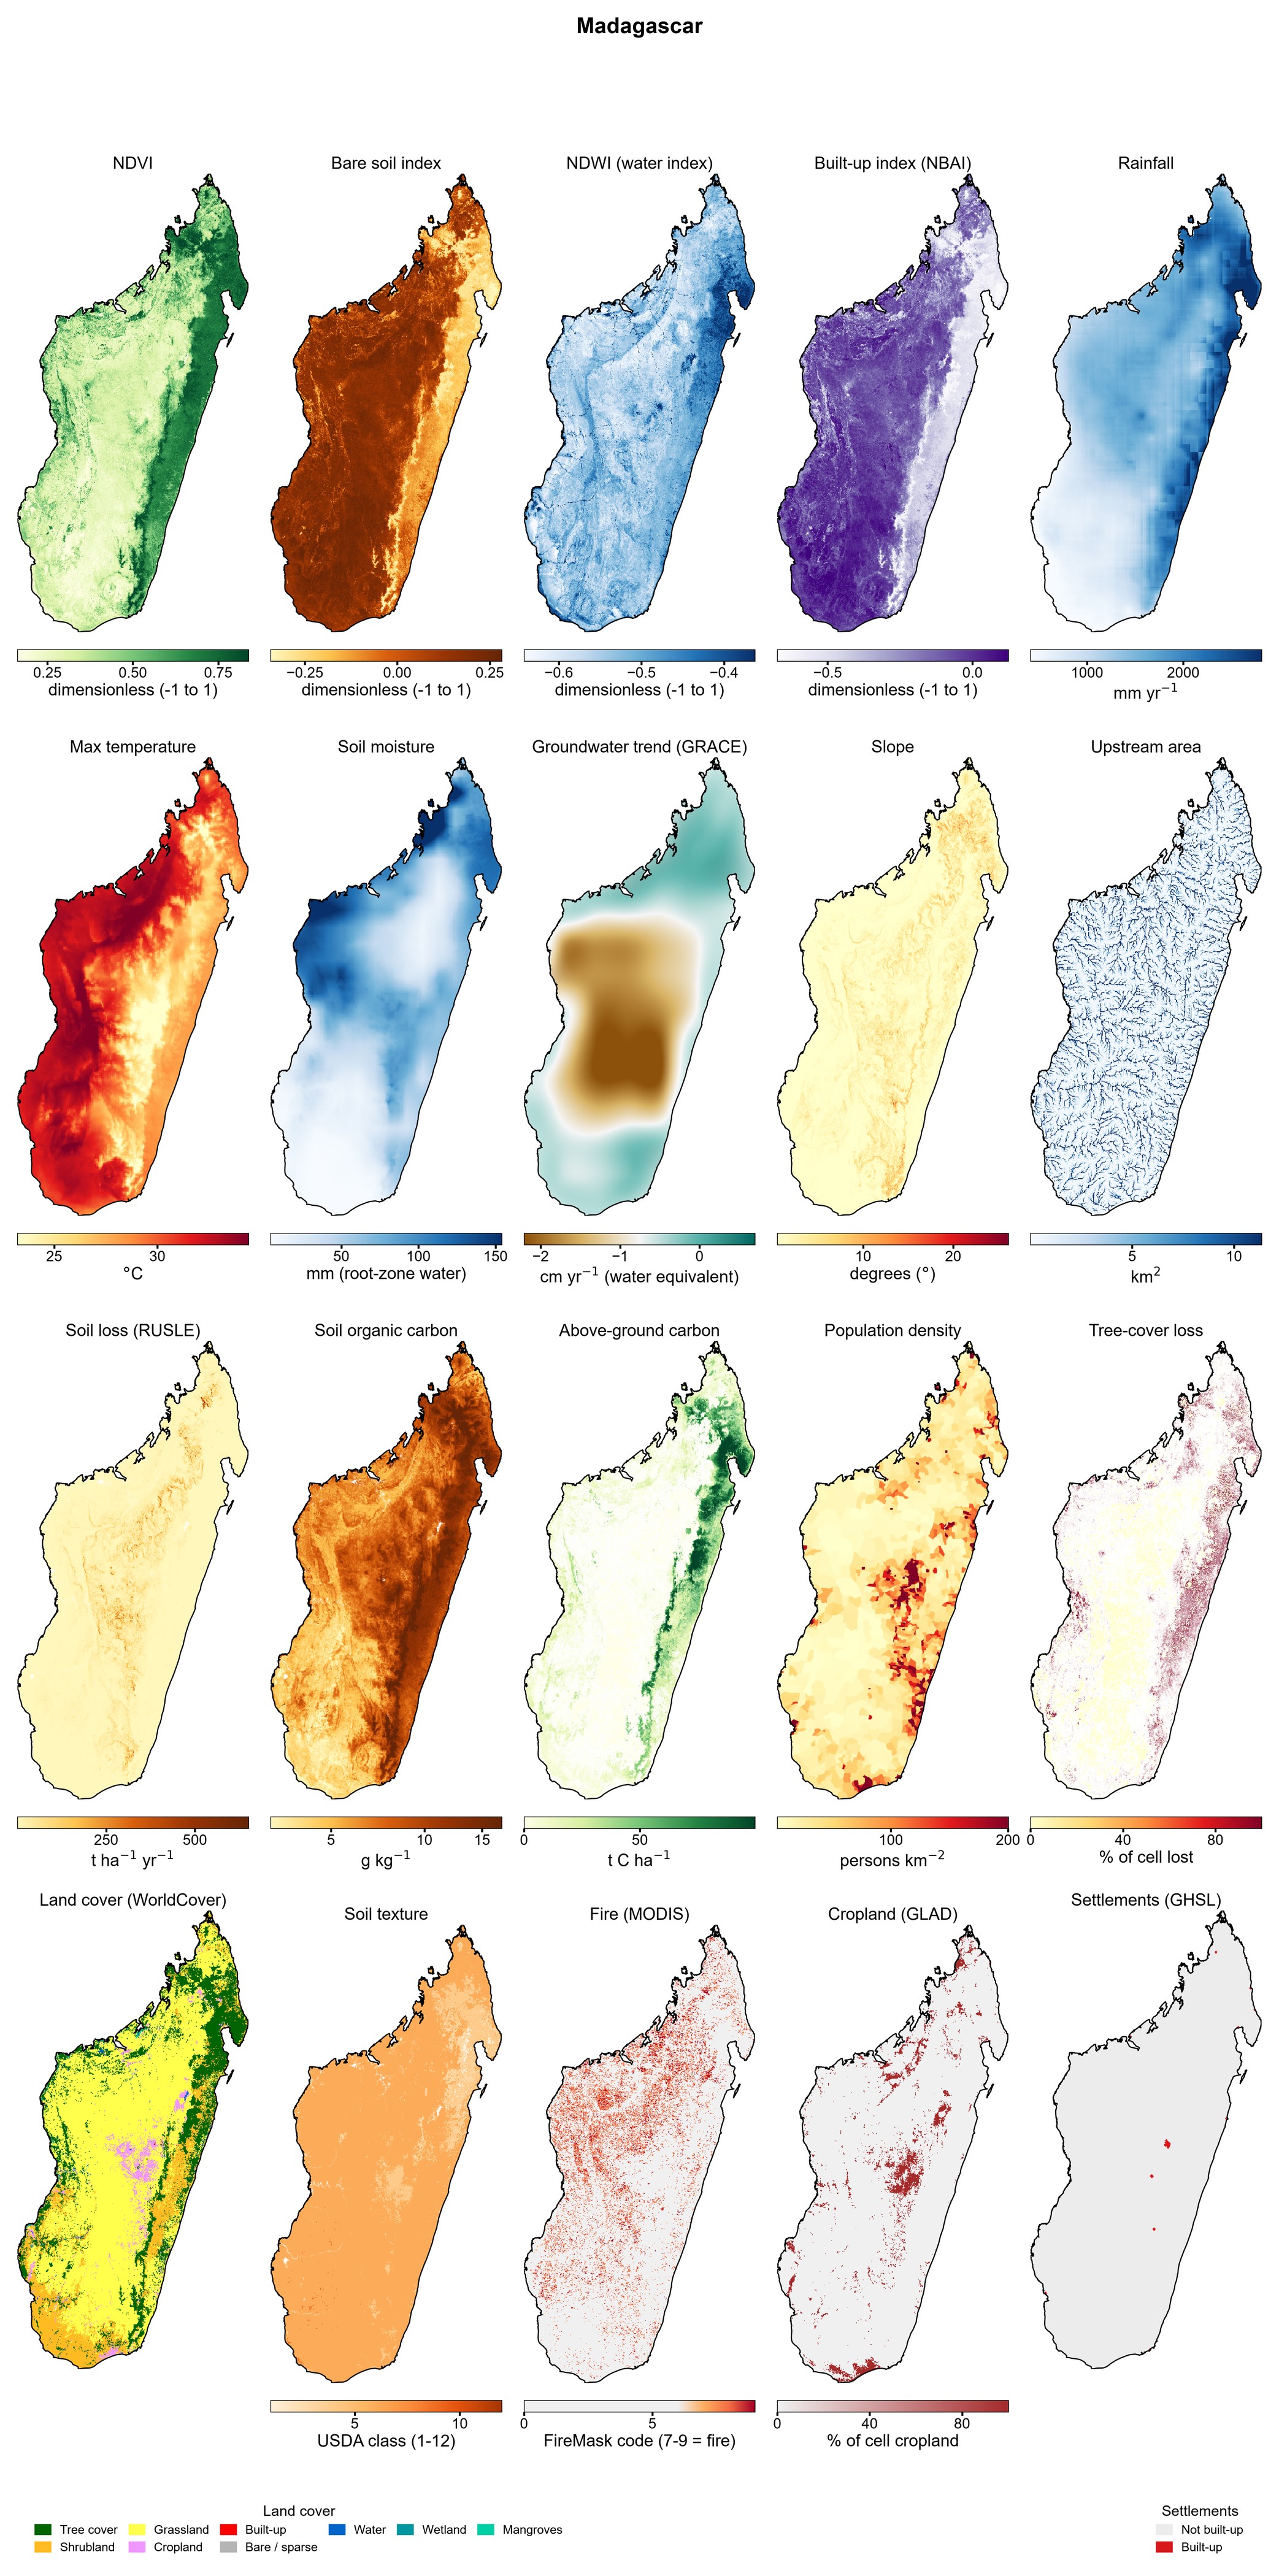 Madagascar
NDVI
Bare soil index
NDWI (water index)
Built-up index (NBAI)
Rainfall
0.25 0.50 0.75
dimensionless (-1 to 1)
−0.25 0.00 0.25
dimensionless (-1 to 1)
−0.6 −0.5 −0.4
dimensionless (-1 to 1)
−0.5 0.0
dimensionless (-1 to 1)
1000 2000
mm yr⁻¹
Max temperature
Soil moisture
Groundwater trend (GRACE)
Slope
Upstream area
25 30
°C
50 100 150
mm (root-zone water)
−2 −1 0
cm yr⁻¹ (water equivalent)
10 20
degrees (°)
5 10
km²
Soil loss (RUSLE)
Soil organic carbon
Above-ground carbon
Population density
Tree-cover loss
250 500
t ha⁻¹ yr⁻¹
5 10 15
g kg⁻¹
0 50
t C ha⁻¹
100 200
persons km⁻²
0 40 80
% of cell lost
Land cover (WorldCover)
Soil texture
Fire (MODIS)
Cropland (GLAD)
Settlements (GHSL)
5 10
USDA class (1-12)
0 5
FireMask code (7-9 = fire)
0 40 80
% of cell cropland
Land cover
Tree cover Grassland Built-up Water Wetland Mangroves
Shrubland Cropland Bare / sparse
Settlements
Not built-up
Built-up